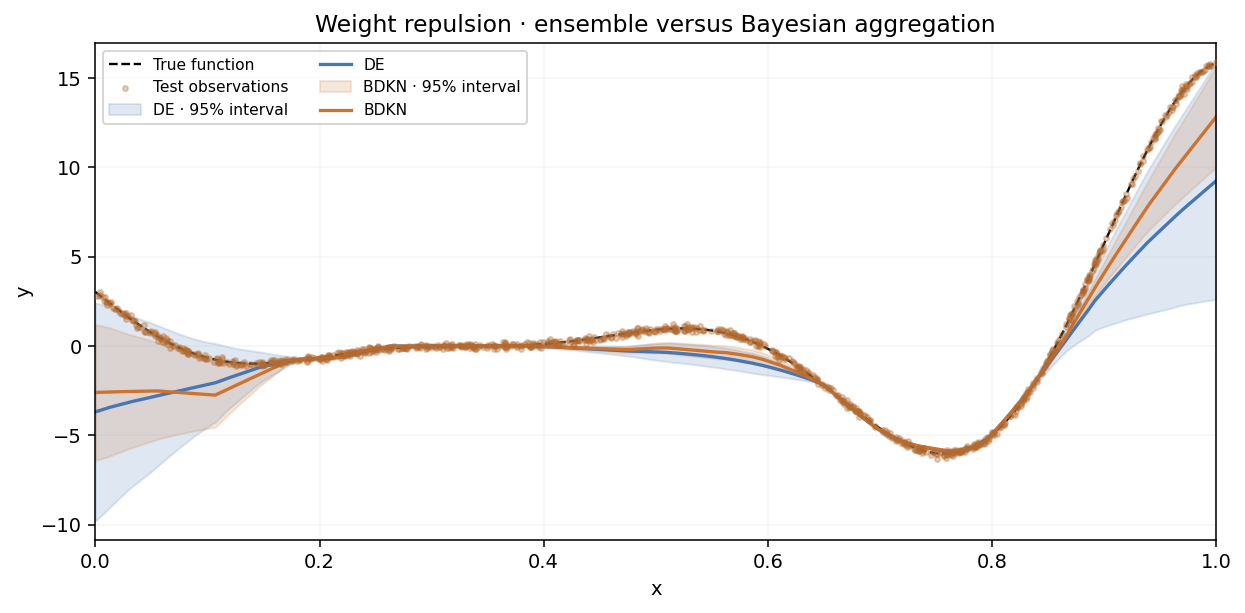 Weight repulsion · ensemble versus Bayesian aggregation
True function
Test observations
DE · 95% interval
DE
BDKN · 95% interval
BDKN
15
10
5
0
−5
−10
y
0.0 0.2 0.4 0.6 0.8 1.0
x